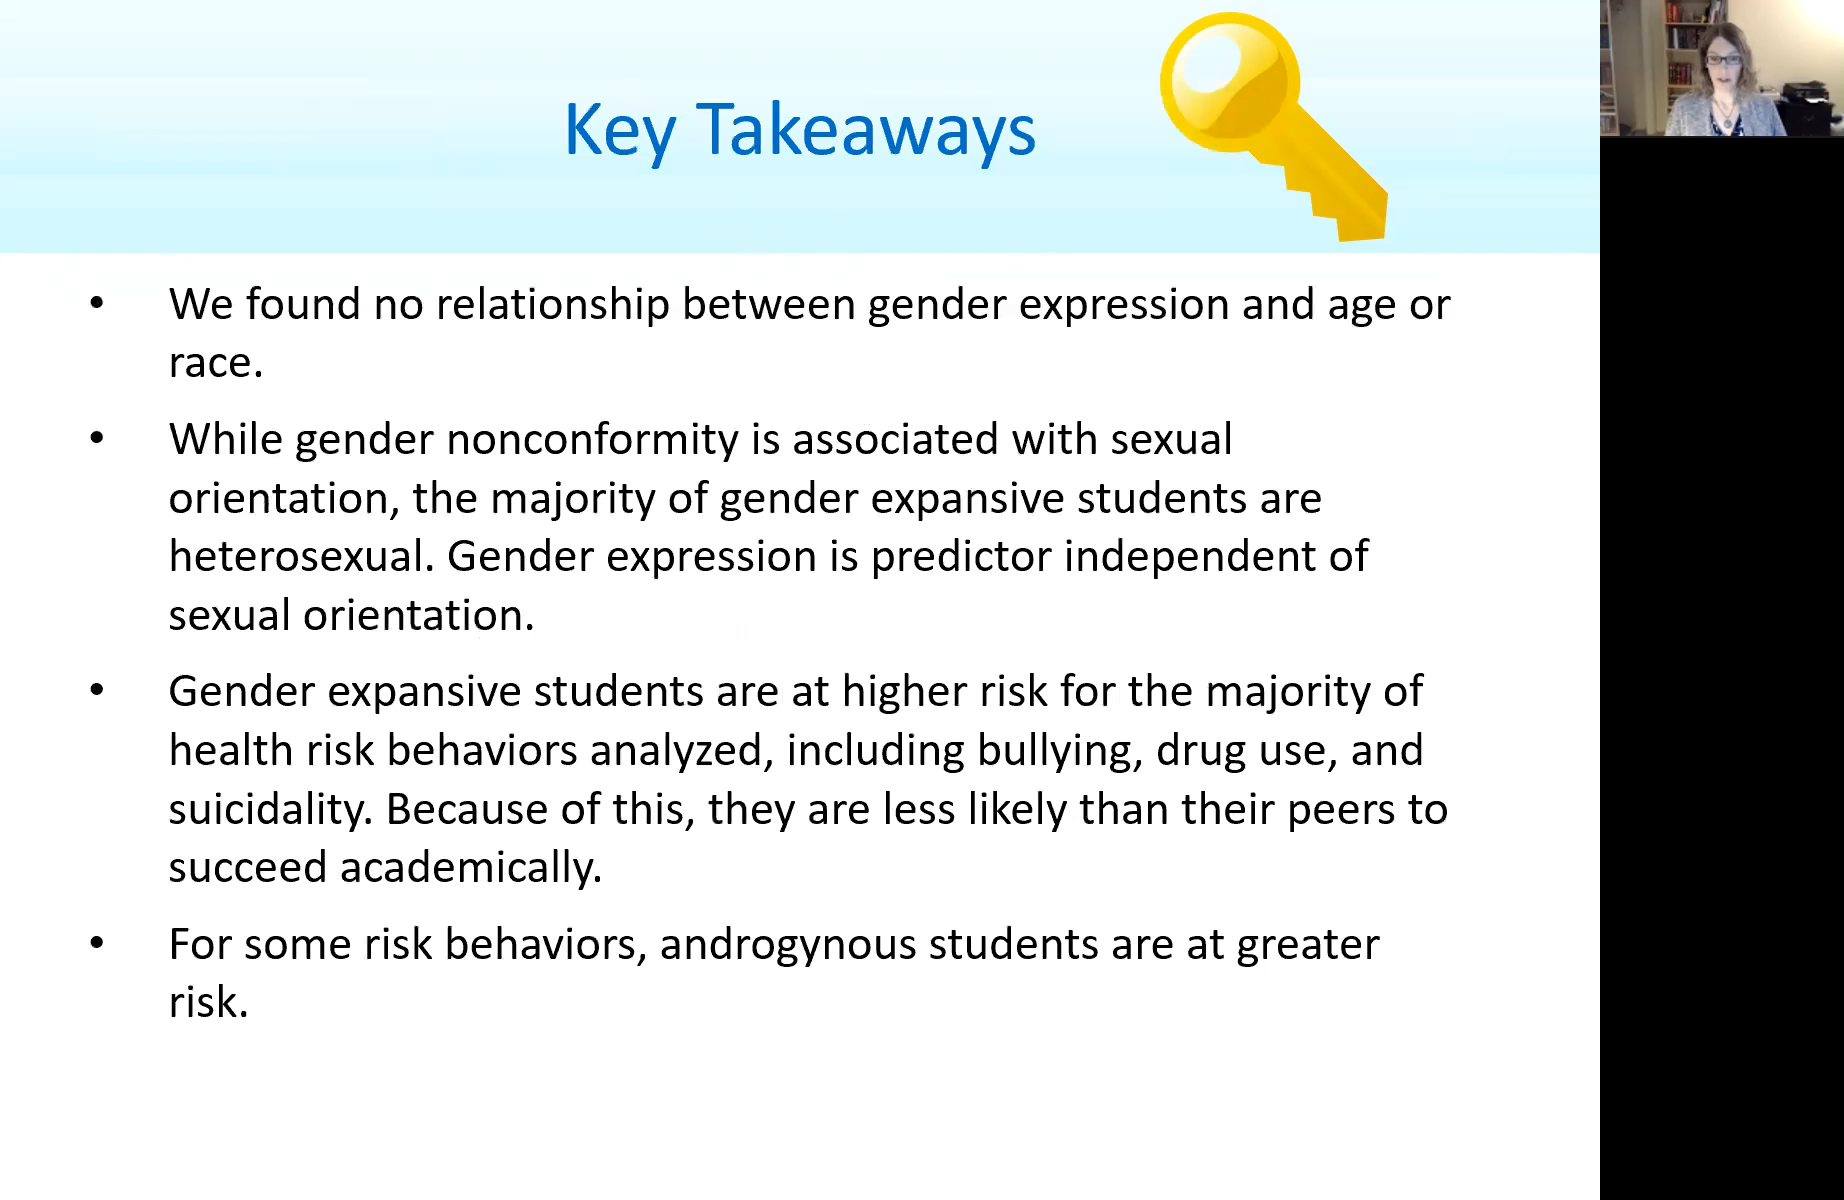 Key Takeaways
• We found no relationship between gender expression and age or
race.
• While gender nonconformity is associated with sexual
orientation, the majority of gender expansive students are
heterosexual. Gender expression is predictor independent of
sexual orientation.
• Gender expansive students are at higher risk for the majority of
health risk behaviors analyzed, including bullying, drug use, and
suicidality. Because of this, they are less likely than their peers to
succeed academically.
• For some risk behaviors, androgynous students are at greater
risk.